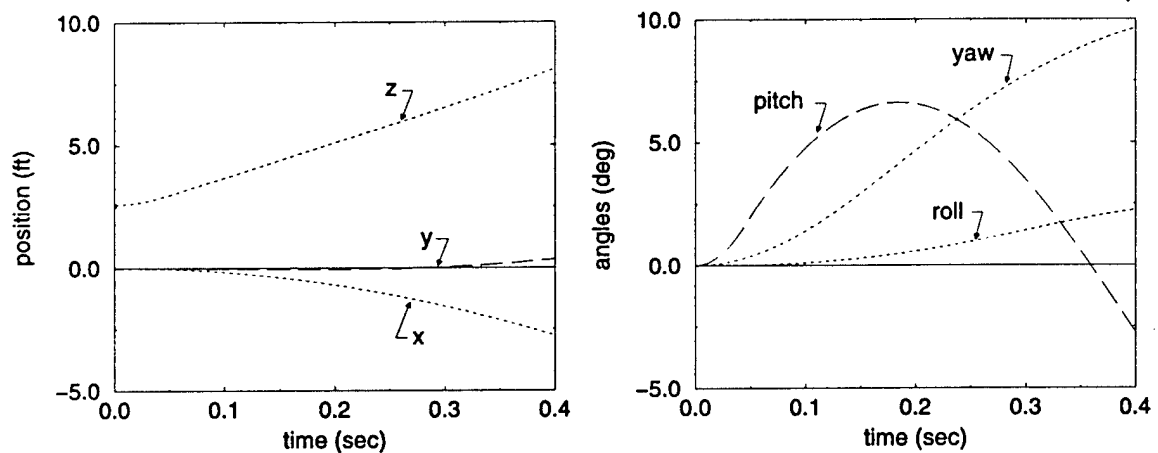 10.0
5.0
0.0
−5.0
position (ft)
z
y
x
0.0
0.1
0.2
0.3
0.4
time (sec)
10.0
5.0
0.0
−5.0
angles (deg)
yaw
pitch
roll
0.0
0.1
0.2
0.3
0.4
time (sec)